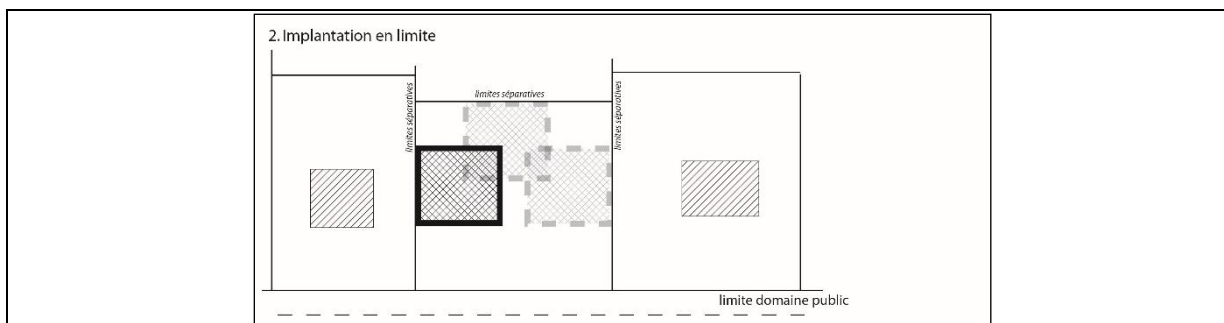 2. Implantation en limite
limites séparatives
limites séparatives
limites séparatives
limite domaine public